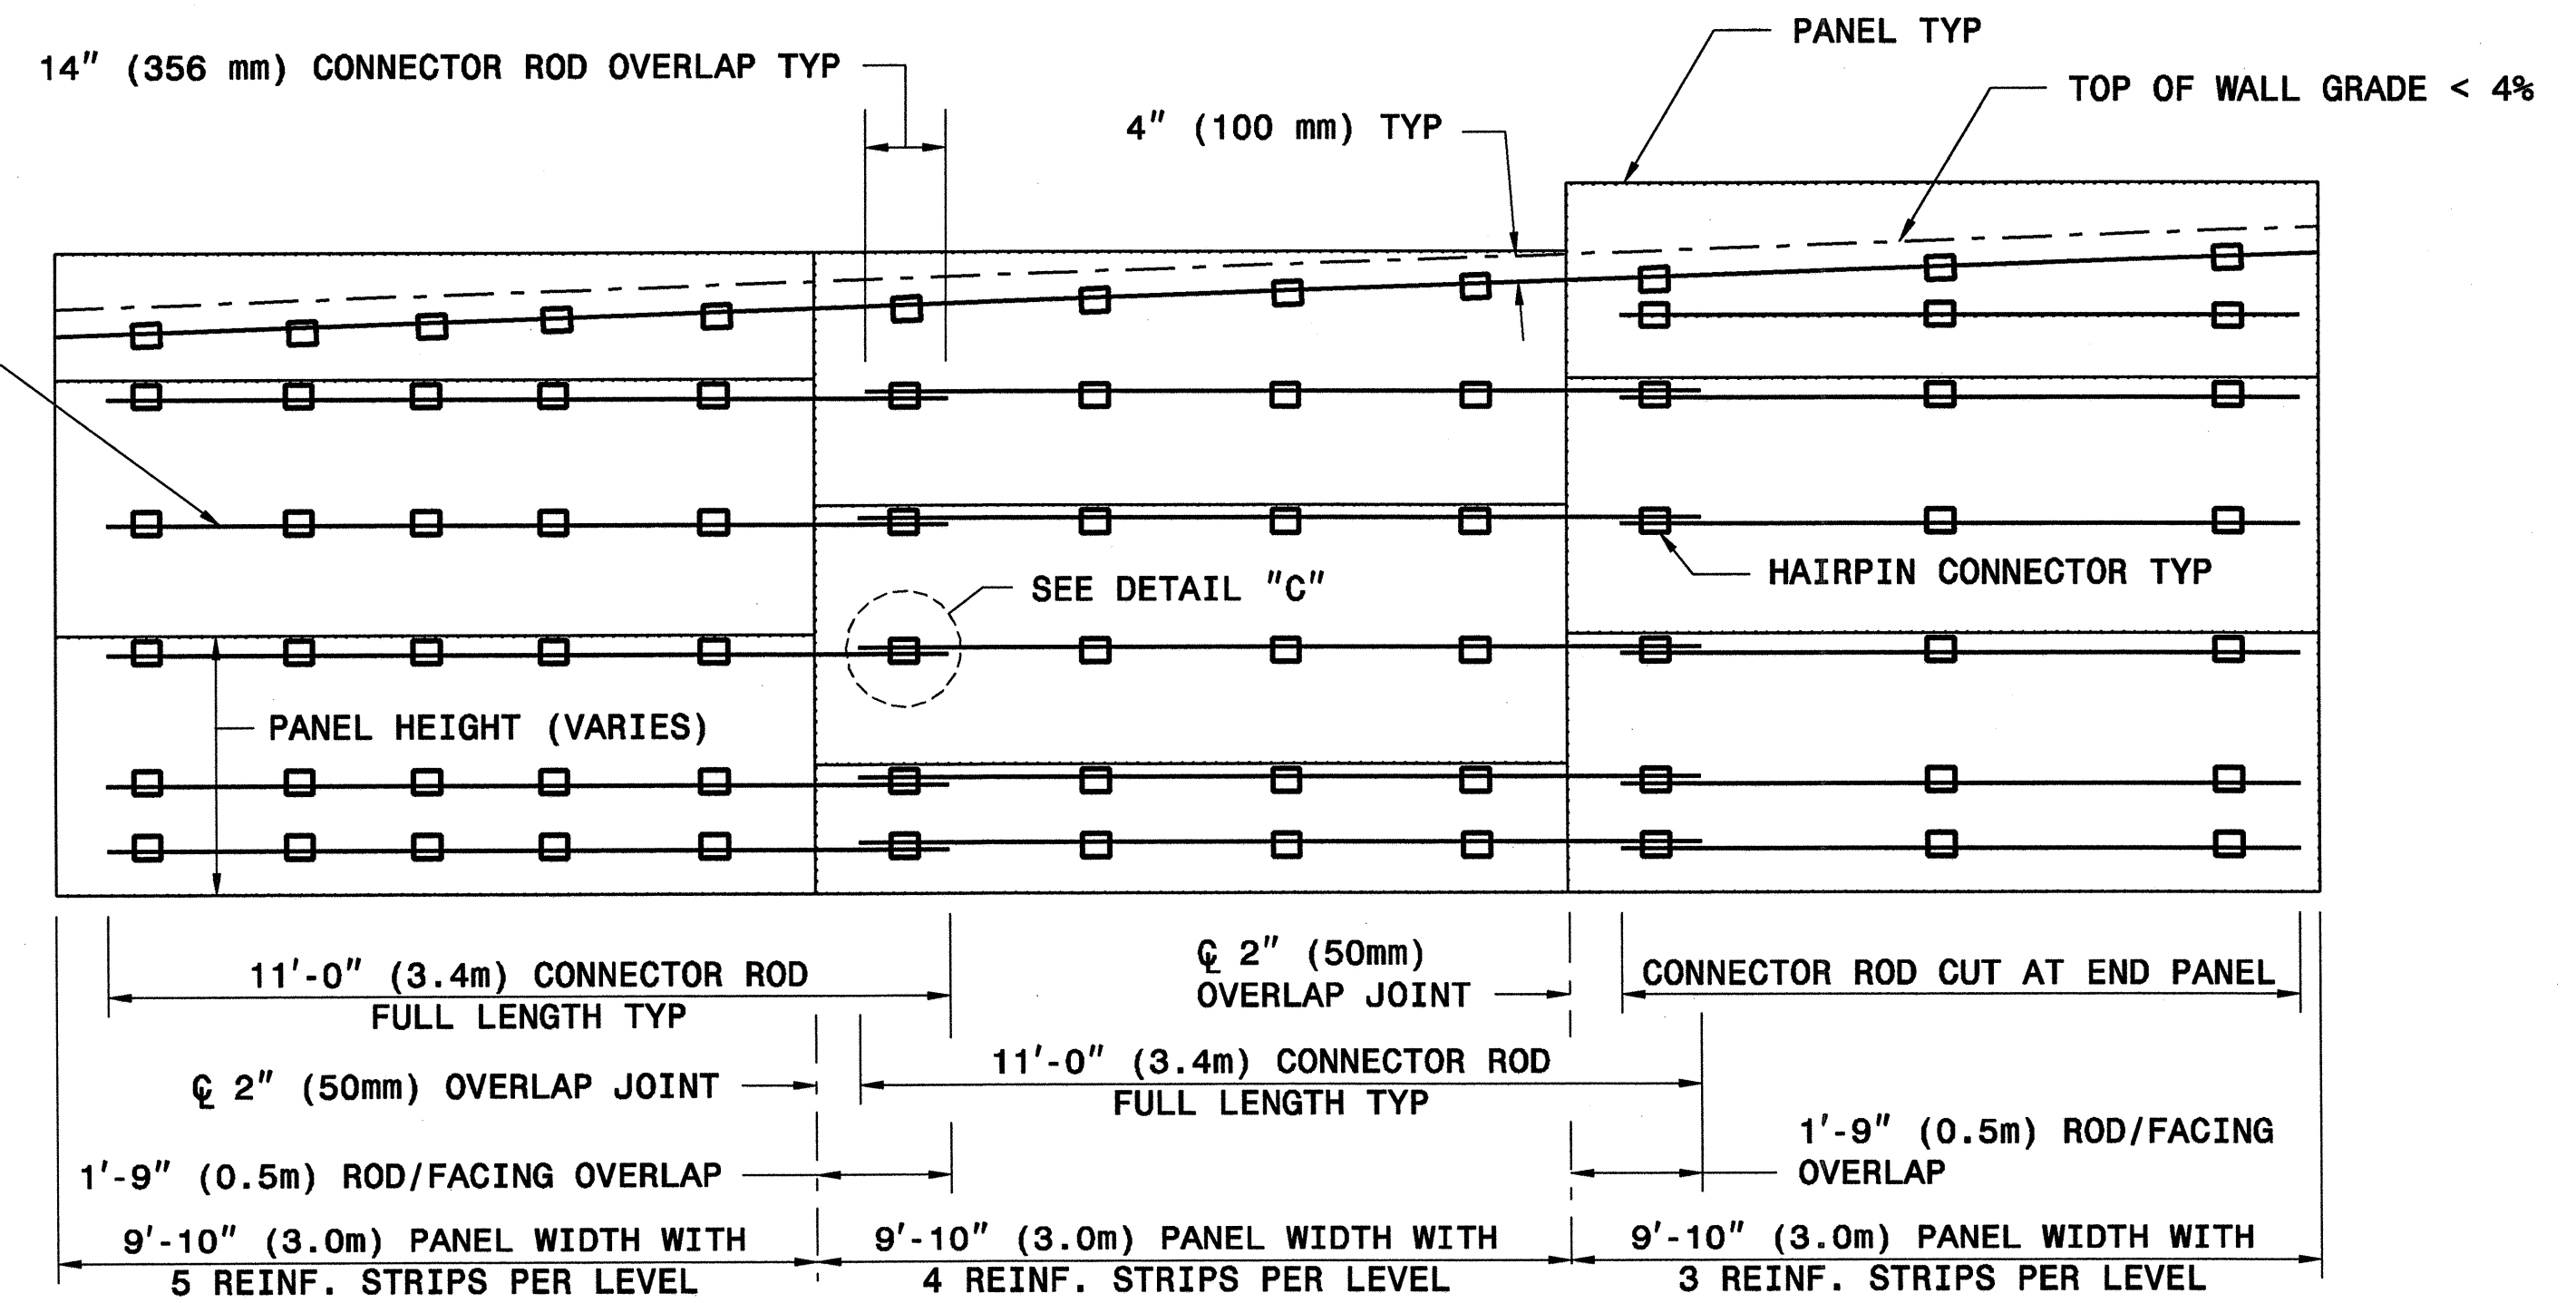 PANEL TYP
14" (356 mm) CONNECTOR ROD OVERLAP TYP
TOP OF WALL GRADE < 4%
4" (100 mm) TYP
HAIRPIN CONNECTOR TYP
SEE DETAIL "C"
PANEL HEIGHT (VARIES)
11'-0" (3.4m) CONNECTOR ROD
FULL LENGTH TYP
℄ 2" (50mm)
OVERLAP JOINT
CONNECTOR ROD CUT AT END PANEL
11'-0" (3.4m) CONNECTOR ROD
FULL LENGTH TYP
℄ 2" (50mm) OVERLAP JOINT
1'-9" (0.5m) ROD/FACING
OVERLAP
1'-9" (0.5m) ROD/FACING OVERLAP
9'-10" (3.0m) PANEL WIDTH WITH
5 REINF. STRIPS PER LEVEL
9'-10" (3.0m) PANEL WIDTH WITH
4 REINF. STRIPS PER LEVEL
9'-10" (3.0m) PANEL WIDTH WITH
3 REINF. STRIPS PER LEVEL